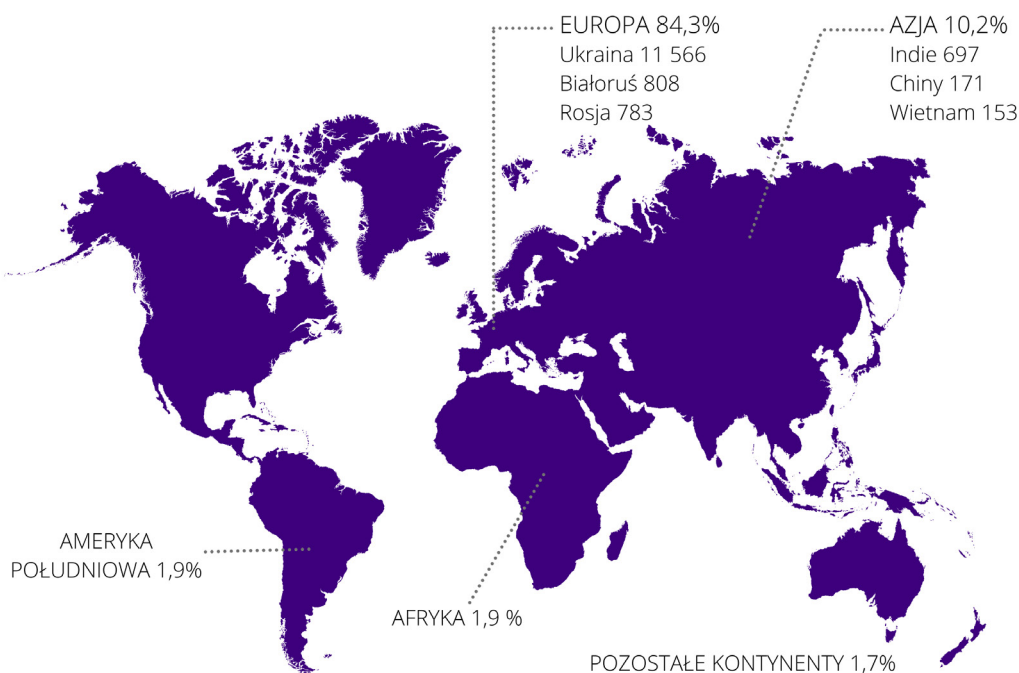 EUROPA 84,3%
Ukraina 11 566
Białoruś 808
Rosja 783
AZJA 10,2%
Indie 697
Chiny 171
Wietnam 153
AMERYKA
POŁUDNIOWA 1,9%
AFRYKA 1,9 %
POZOSTAŁE KONTYNENTY 1,7%